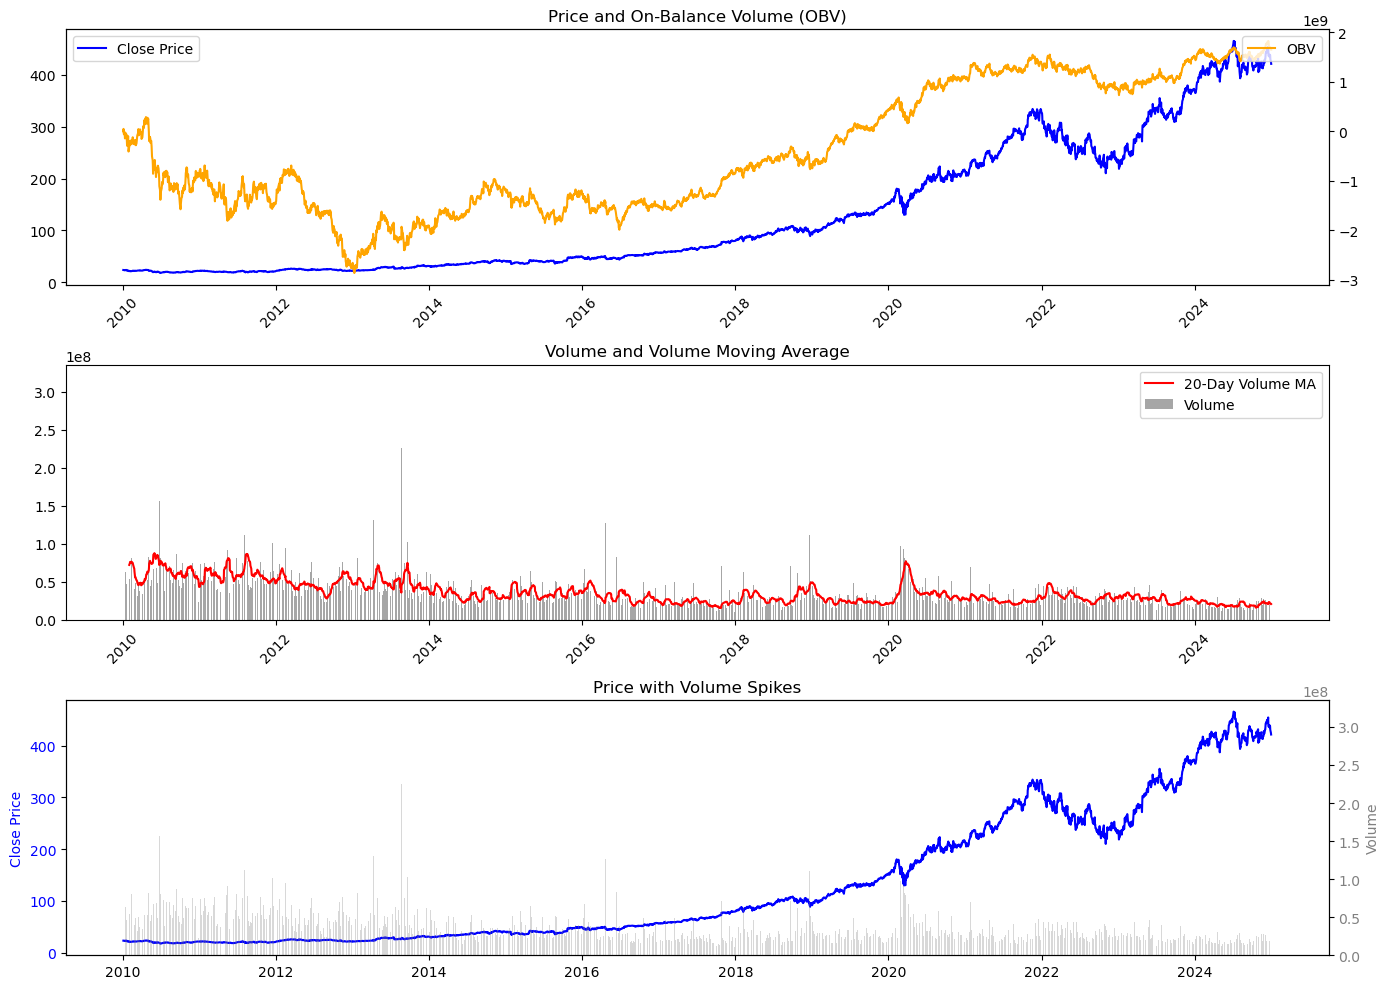 Price and On-Balance Volume (OBV)
1e9
Close Price
OBV
400
300
200
100
0
2
1
0
−1
−2
−3
2010 2012 2014 2016 2018 2020 2022 2024
Volume and Volume Moving Average
1e8
20-Day Volume MA
Volume
3.0
2.5
2.0
1.5
1.0
0.5
0.0
2010 2012 2014 2016 2018 2020 2022 2024
Price with Volume Spikes
1e8
Close Price
400
300
200
100
0
3.0
2.5
2.0
1.5
1.0
0.5
0.0
Volume
2010 2012 2014 2016 2018 2020 2022 2024